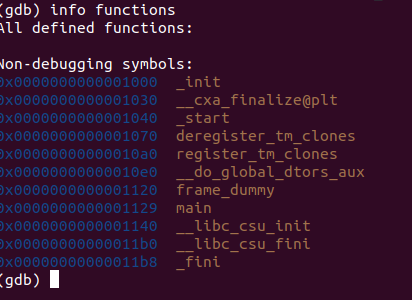 (gdb) info functions
All defined functions:
Non-debugging symbols:
0x0000000000001000  _init
0x0000000000001030  __cxa_finalize@plt
0x0000000000001040  _start
0x0000000000001070  deregister_tm_clones
0x00000000000010a0  register_tm_clones
0x00000000000010e0  __do_global_dtors_aux
0x0000000000001120  frame_dummy
0x0000000000001129  main
0x0000000000001140  __libc_csu_init
0x00000000000011b0  __libc_csu_fini
0x00000000000011b8  _fini
(gdb)